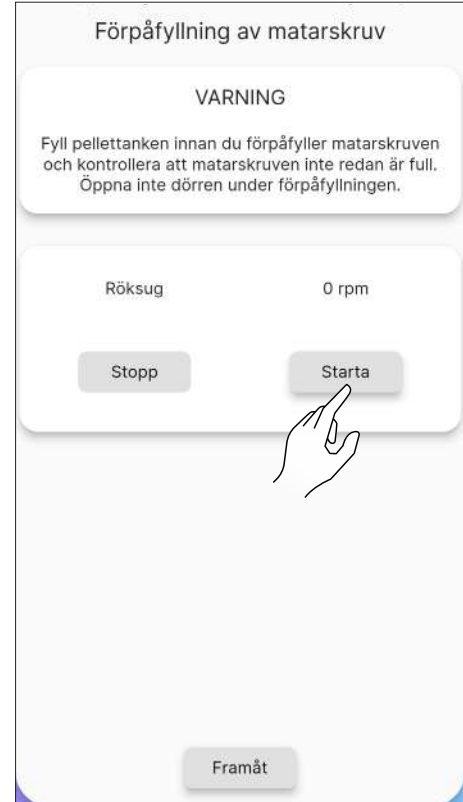 Förpåfyllning av matarskruv
VARNING
Fyll pellettanken innan du förpåfyller matarskruven
och kontrollera att matarskruven inte redan är full.
Öppna inte dörren under förpåfyllningen.
Röksug 0 rpm
Stopp Starta
Framåt